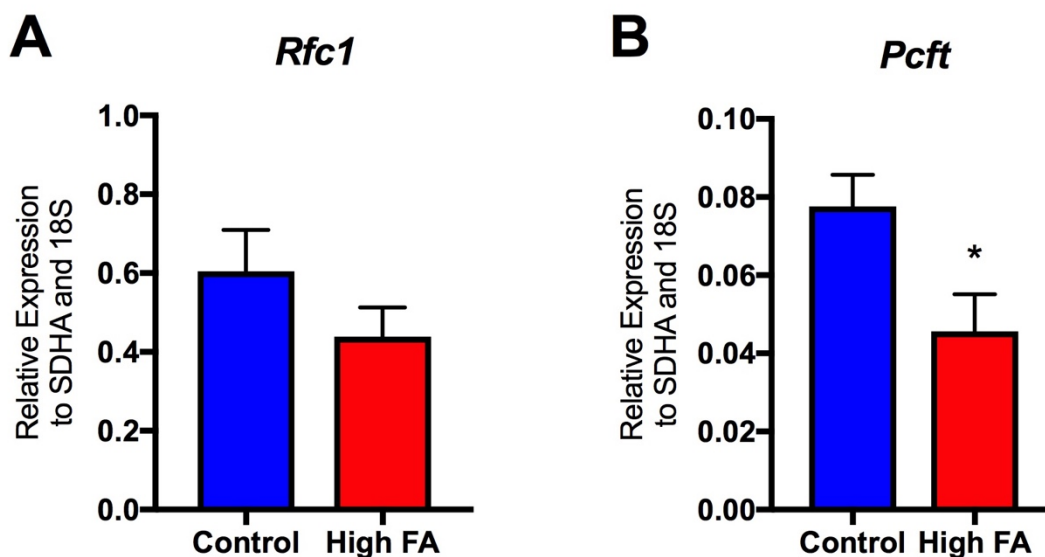 A
Rfc1
Relative Expression
to SDHA and 18S
1.0
0.8
0.6
0.4
0.2
0.0
Control High FA
B
Pcft
Relative Expression
to SDHA and 18S
0.10
0.08
0.06
0.04
0.02
0.00
*
Control High FA